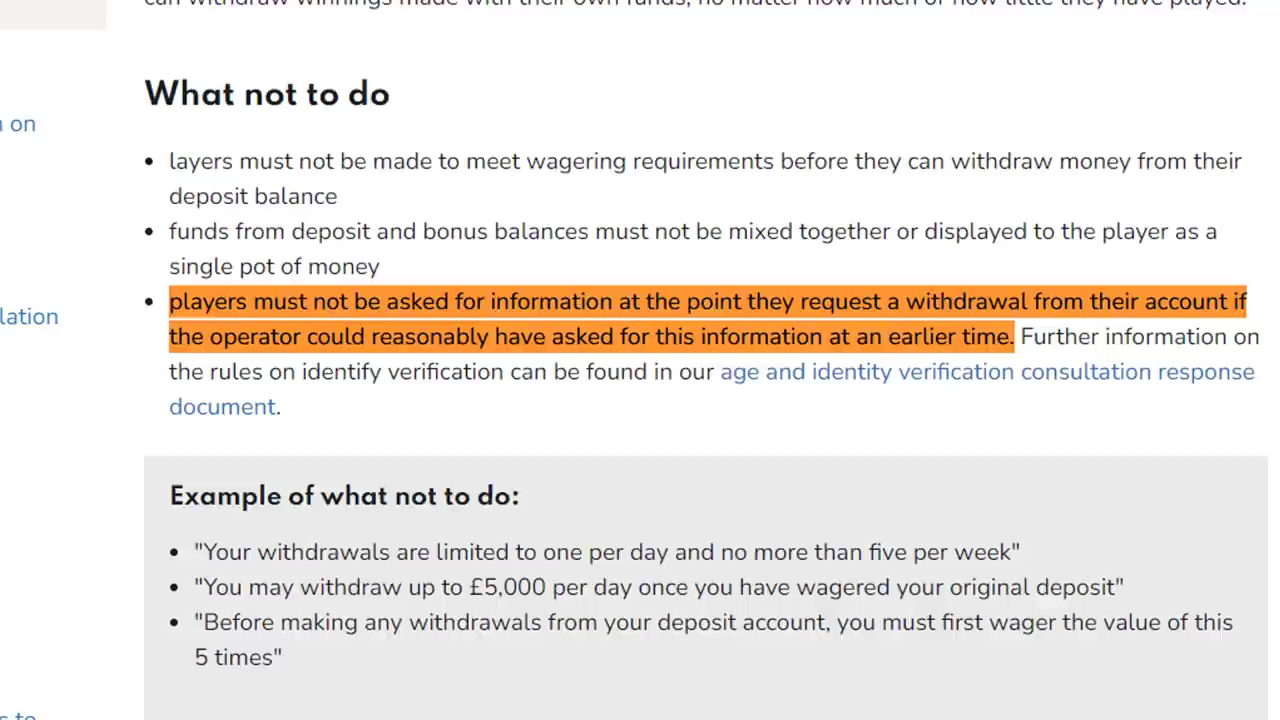 can withdraw winnings made with their own funds, no matter how much or how little they have played.
What not to do
n on
layers must not be made to meet wagering requirements before they can withdraw money from their
deposit balance
funds from deposit and bonus balances must not be mixed together or displayed to the player as a
single pot of money
players must not be asked for information at the point they request a withdrawal from their account if
lation
the operator could reasonably have asked for this information at an earlier time. Further information on
the rules on identify verification can be found in our age and identity verification consultation response
document.
Example of what not to do:
"Your withdrawals are limited to one per day and no more than five per week"
"You may withdraw up to £5,000 per day once you have wagered your original deposit"
"Before making any withdrawals from your deposit account, you must first wager the value of this
5 times"
s to